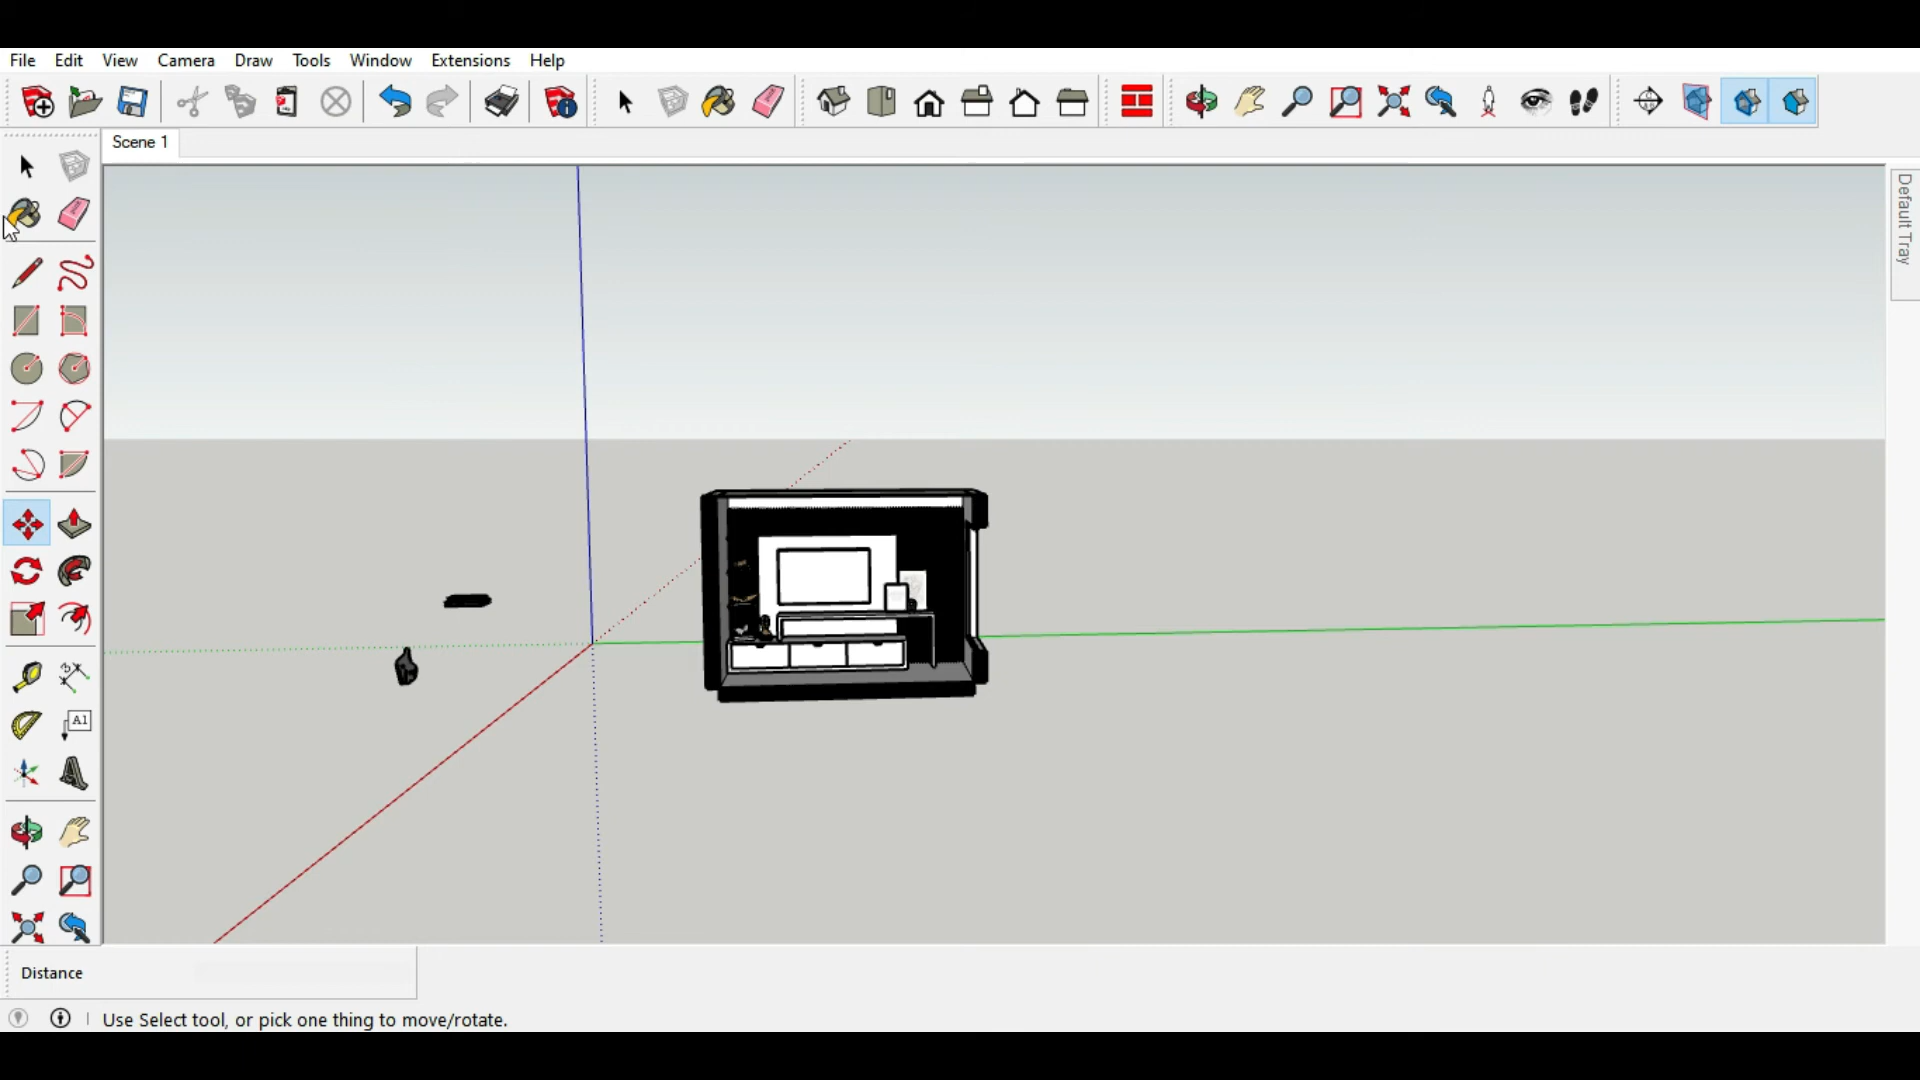 File Edit View Camera Draw Tools Window Extensions Help
Scene 1
Default Tray
A1
Distance
Use Select tool, or pick one thing to move/rotate.